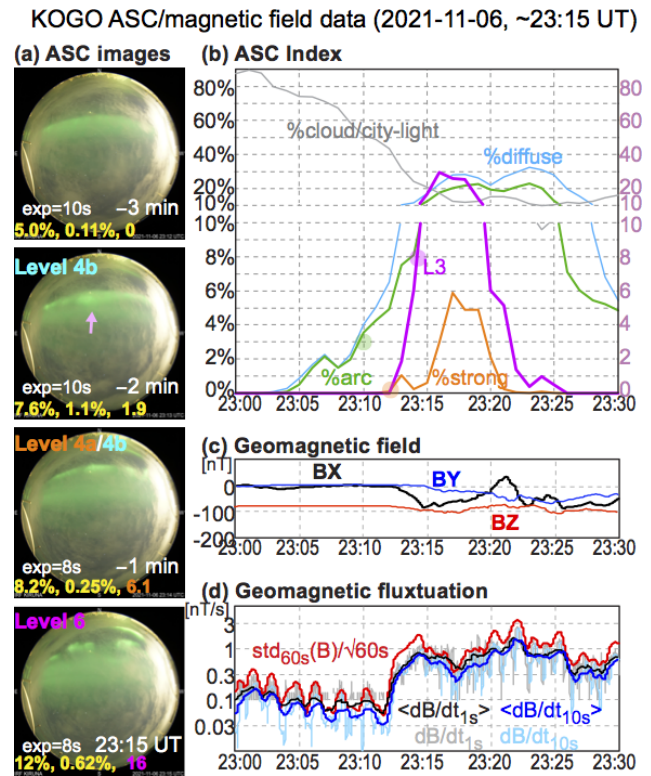 KOGO ASC/magnetic field data (2021-11-06, ~23:15 UT)
(a) ASC images
exp=10s
−3 min
5.0%, 0.11%, 0
Level 4b
exp=10s
−2 min
7.6%, 1.1%, 1.9
Level 4a/4b
exp=8s
−1 min
8.2%, 0.25%, 6.1
Level 6
exp=8s
23:15 UT
12%, 0.62%, 16
(b) ASC Index
80%
60%
40%
20%
10%
10%
8%
6%
4%
2%
0%
80
60
40
20
10
10
8
6
4
2
0
%cloud/city-light
%diffuse
L3
%arc
%strong
23:00 23:05 23:10 23:15 23:20 23:25 23:30
(c) Geomagnetic field
[nT]
0
-100
-200
BX
BY
BZ
23:00 23:05 23:10 23:15 23:20 23:25 23:30
(d) Geomagnetic fluxtuation
[nT/s]
3
1
0.3
0.1
0.03
std60s(B)/√60s
<dB/dt1s> <dB/dt10s>
dB/dt1s dB/dt10s
23:00 23:05 23:10 23:15 23:20 23:25 23:30